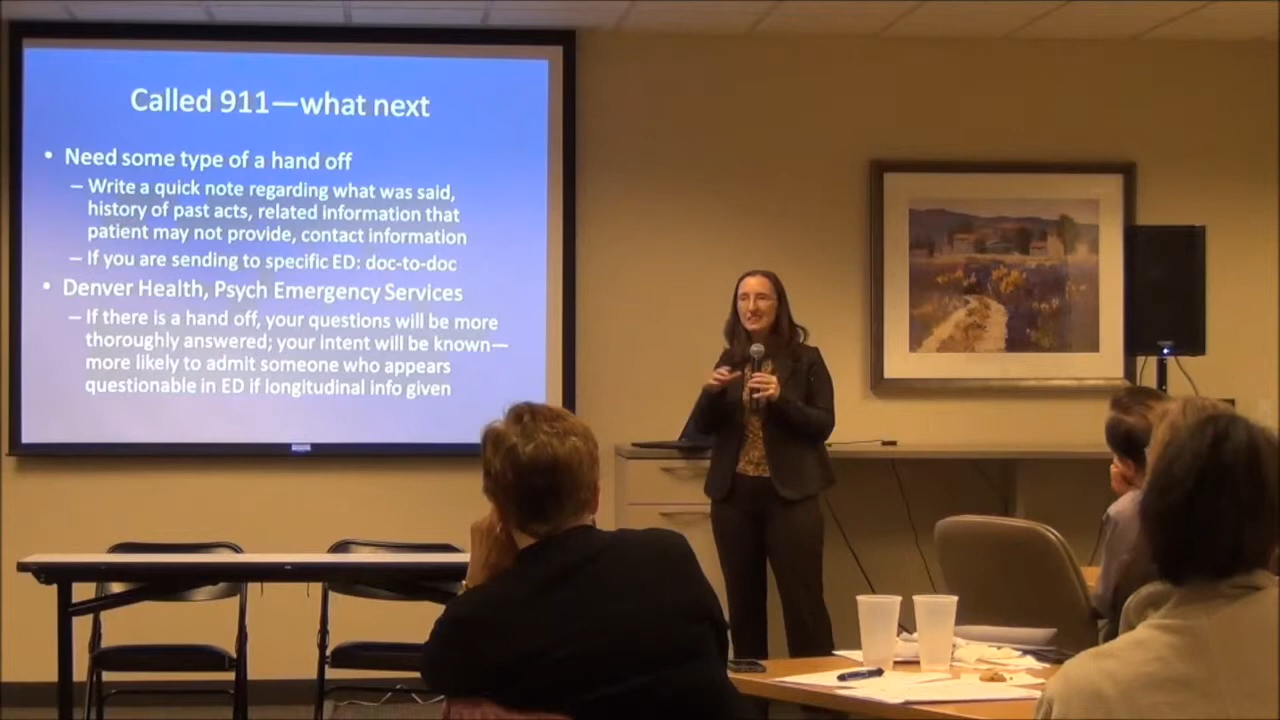 Called 911—what next
• Need some type of a hand off
– Write a quick note regarding what was said,
history of past acts, related information that
patient may not provide, contact information
– If you are sending to specific ED: doc-to-doc
• Denver Health, Psych Emergency Services
– If there is a hand off, your questions will be more
thoroughly answered; your intent will be known—
more likely to admit someone who appears
questionable in ED if longitudinal info given